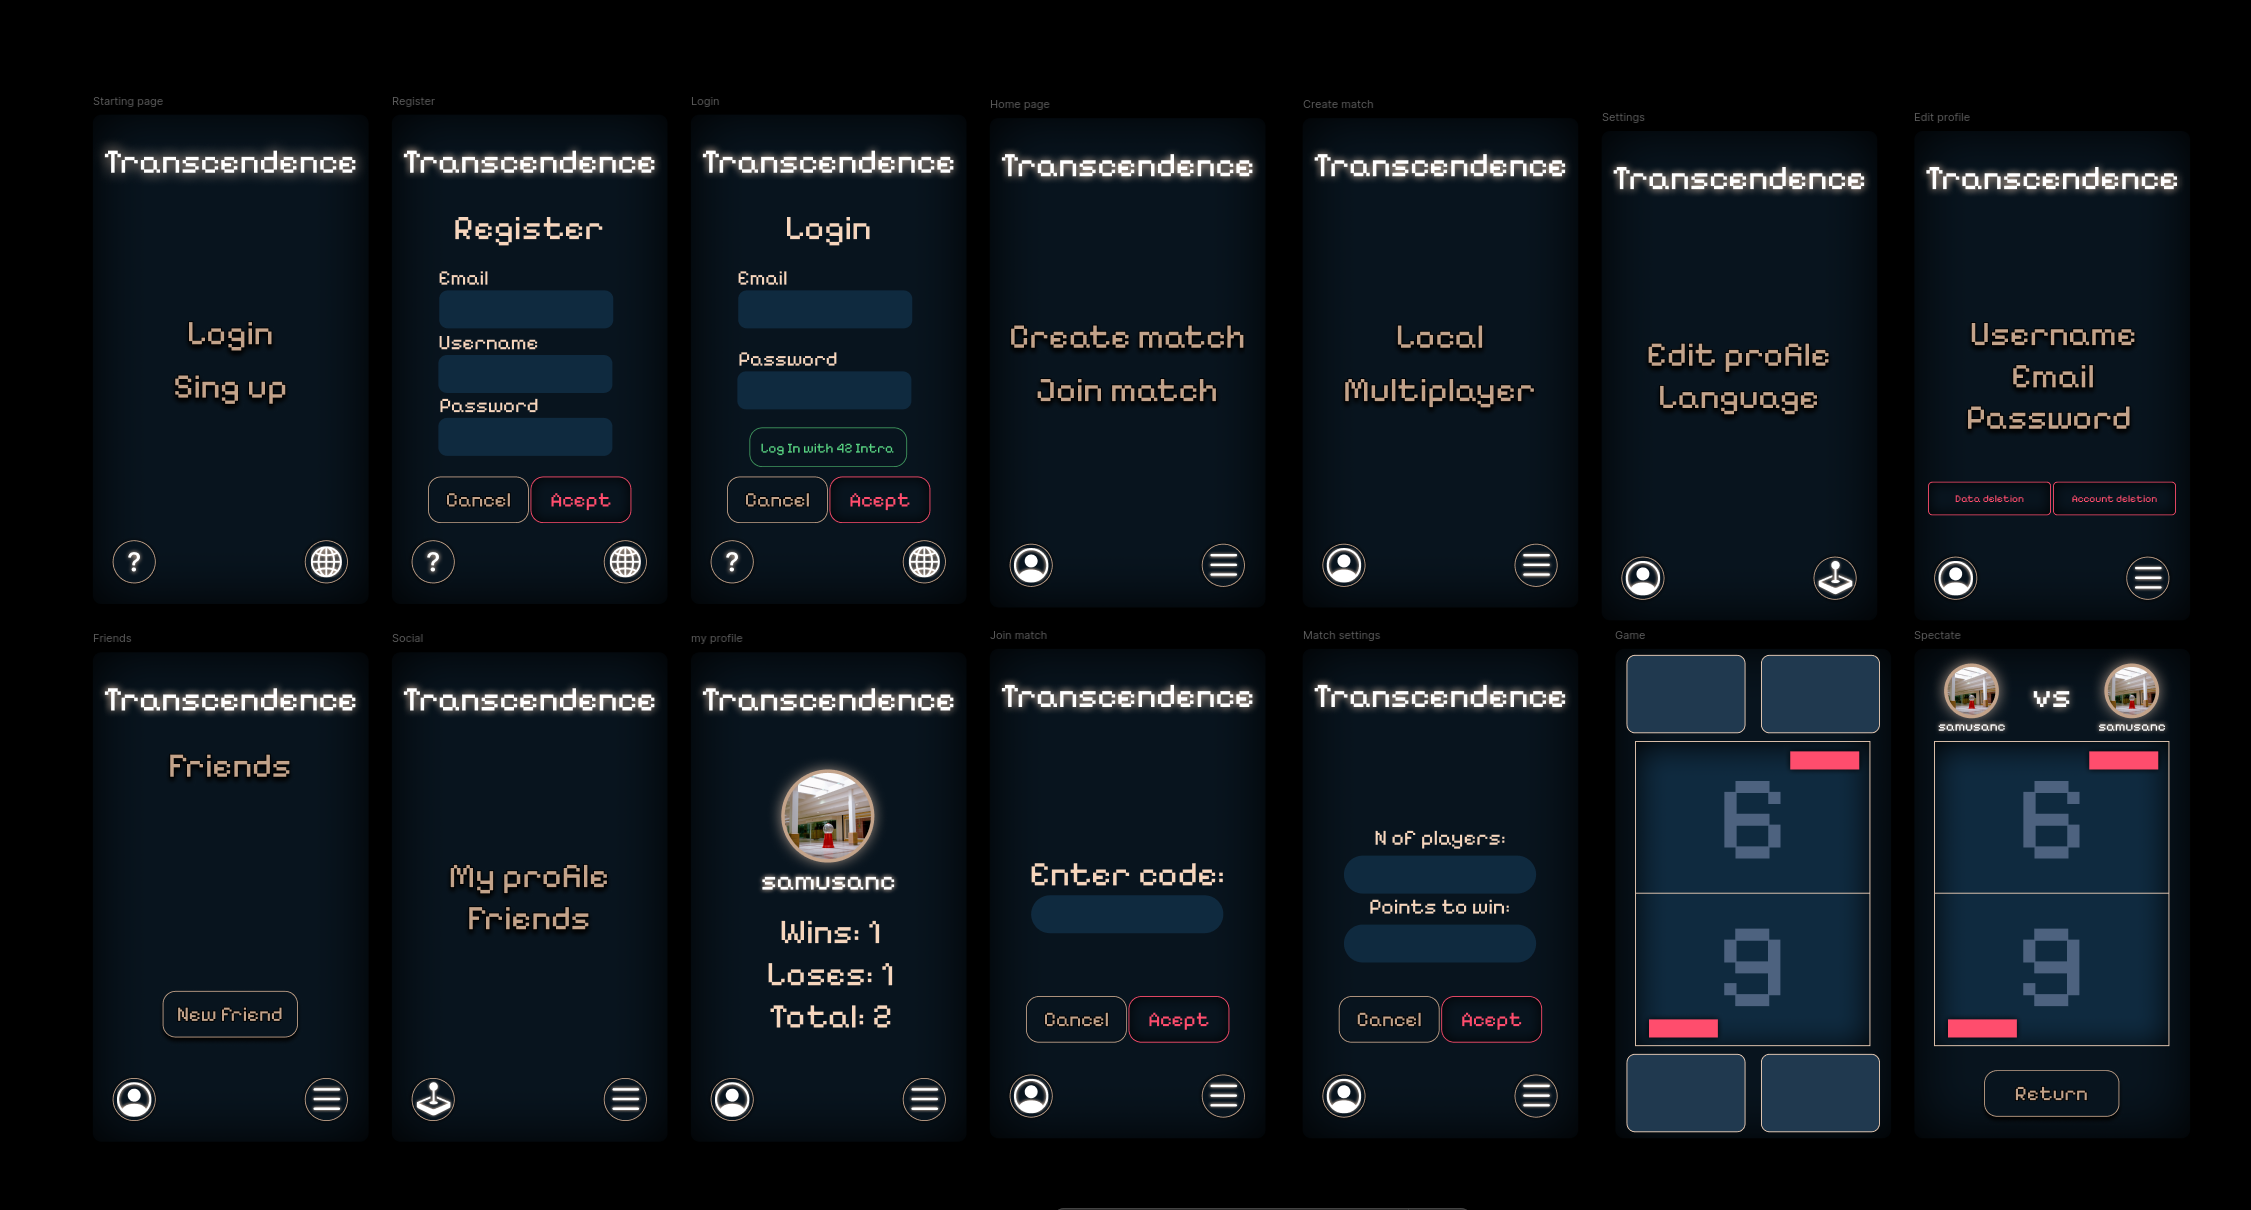 Starting page
Transcendence
Login
Sing up
?
Register
Transcendence
Register
Email
Username
Password
Cancel
Acept
?
Login
Transcendence
Login
Email
Password
Log In with 42 Intra
Cancel
Acept
?
Home page
Transcendence
Create match
Join match
Create match
Transcendence
Local
Multiplayer
Settings
Transcendence
Edit profile
Language
Edit profile
Transcendence
Username
Email
Password
Data deletion
Account deletion
Friends
Transcendence
Friends
New Friend
Social
Transcendence
My profile
Friends
my profile
Transcendence
samusanc
Wins: 1
Loses: 1
Total: 2
Join match
Transcendence
Enter code:
Cancel
Acept
Match settings
Transcendence
N of players:
Points to win:
Cancel
Acept
Game
6
9
Spectate
vs
samusanc
samusanc
6
9
Return